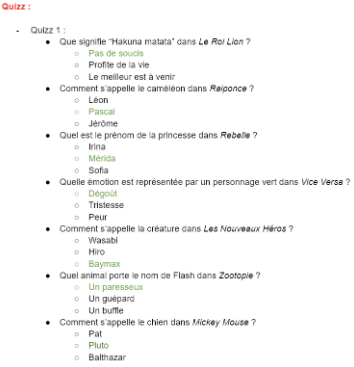 Quizz :
- Quizz 1 :
● Que signifie "Hakuna matata" dans Le Roi Lion ?
○ Pas de soucis
○ Profite de la vie
○ Le meilleur est à venir
● Comment s'appelle le caméléon dans Raiponce ?
○ Léon
○ Pascal
○ Jérôme
● Quel est le prénom de la princesse dans Rebelle ?
○ Irina
○ Mérida
○ Sofia
● Quelle émotion est représentée par un personnage vert dans Vice Versa ?
○ Dégoût
○ Tristesse
○ Peur
● Comment s'appelle la créature dans Les Nouveaux Héros ?
○ Wasabi
○ Hiro
○ Baymax
● Quel animal porte le nom de Flash dans Zootopie ?
○ Un paresseux
○ Un guépard
○ Un buffle
● Comment s'appelle le chien dans Mickey Mouse ?
○ Pat
○ Pluto
○ Balthazar